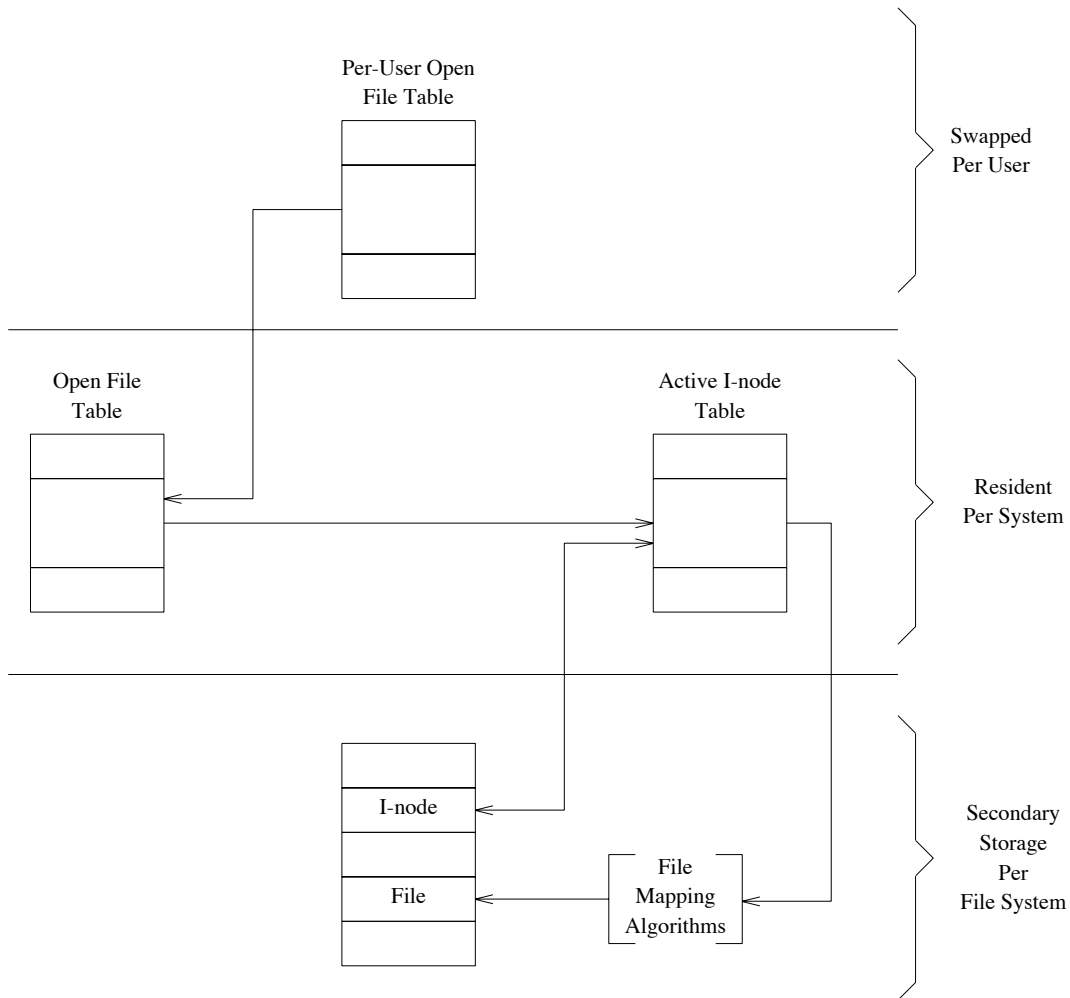 Per-User Open
File Table
Swapped
Per User
Open File
Table
Active I-node
Table
Resident
Per System
I-node
File
File
Mapping
Algorithms
Secondary
Storage
Per
File System